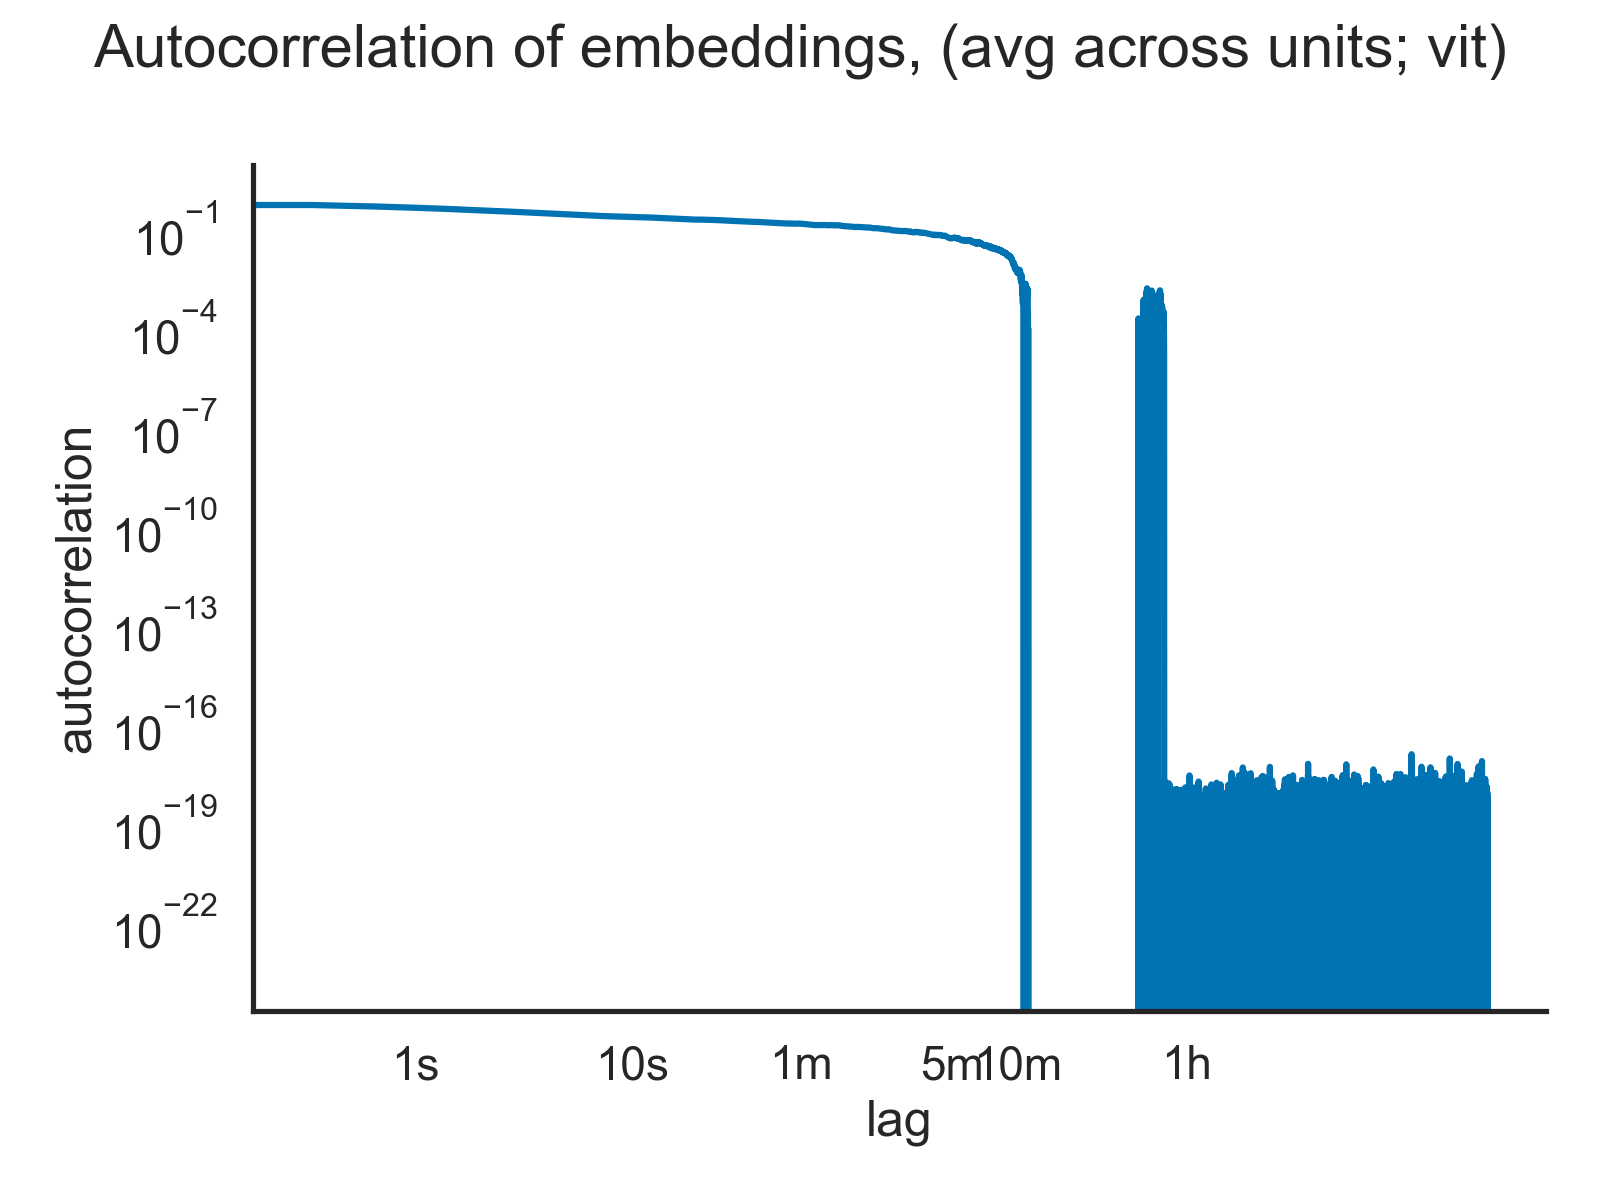 Autocorrelation of embeddings, (avg across units; vit)
autocorrelation
10⁻¹
10⁻⁴
10⁻⁷
10⁻¹⁰
10⁻¹³
10⁻¹⁶
10⁻¹⁹
10⁻²²
1s 10s 1m 5m 10m 1h
lag